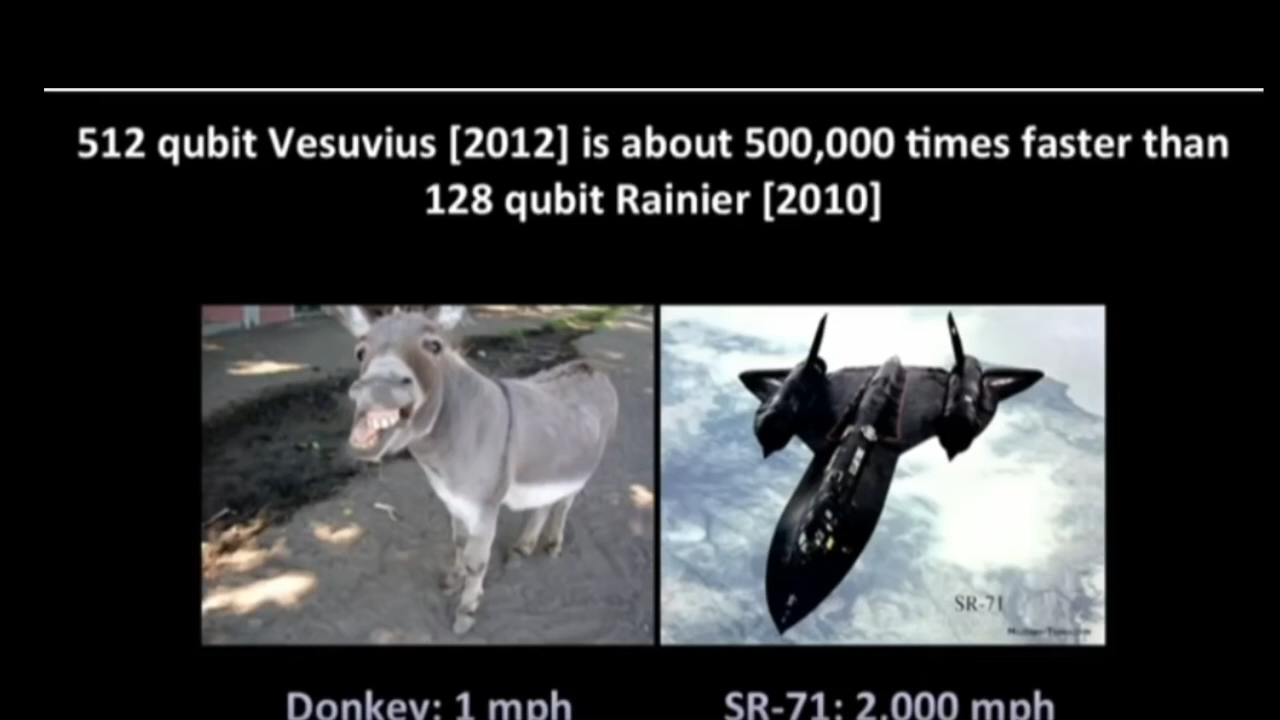 512 qubit Vesuvius [2012] is about 500,000 times faster than
128 qubit Rainier [2010]
SR-71
Donkey: 1 mph
SR-71: 2,000 mph